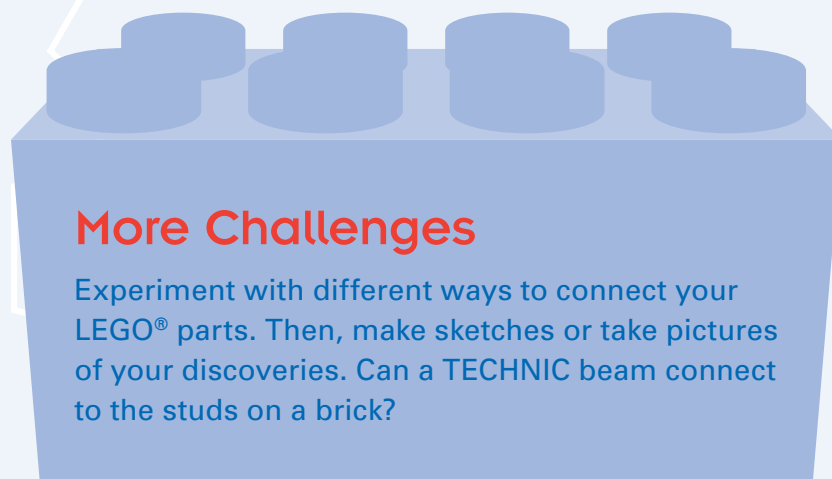 More Challenges
Experiment with different ways to connect your
LEGO® parts. Then, make sketches or take pictures
of your discoveries. Can a TECHNIC beam connect
to the studs on a brick?